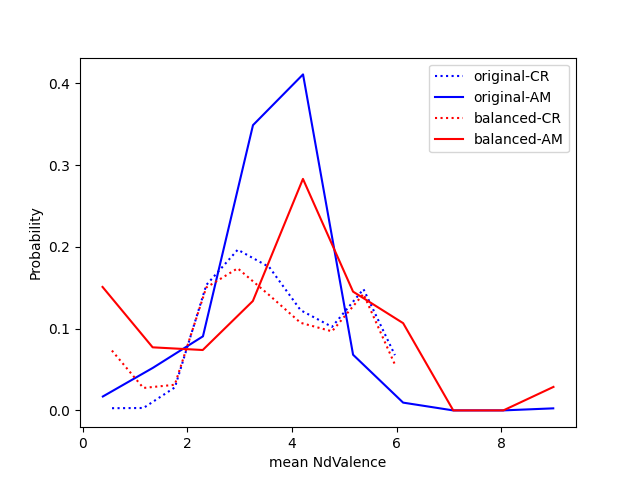 original-CR
original-AM
balanced-CR
balanced-AM
Probability
0.4
0.3
0.2
0.1
0.0
0 2 4 6 8
mean NdValence